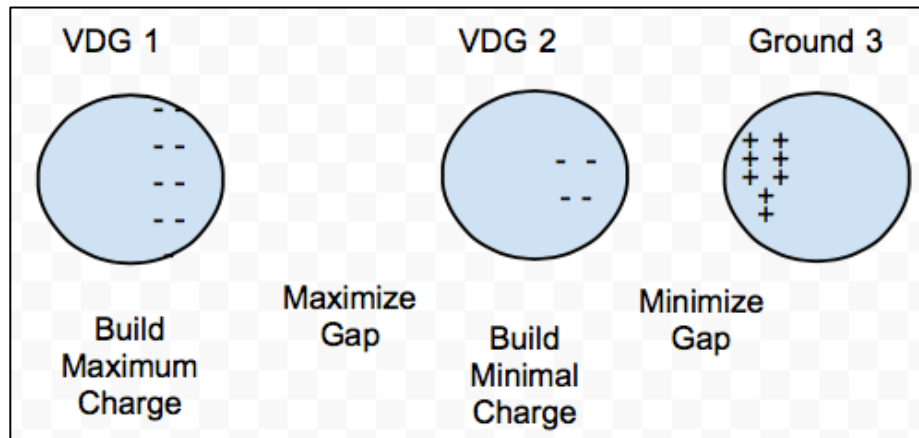 VDG 1
VDG 2
Ground 3
- -
- -
- -
- -
-
- -
- -
+ +
+ +
+ +
+
+
Maximize
Gap
Minimize
Gap
Build
Maximum
Charge
Build
Minimal
Charge